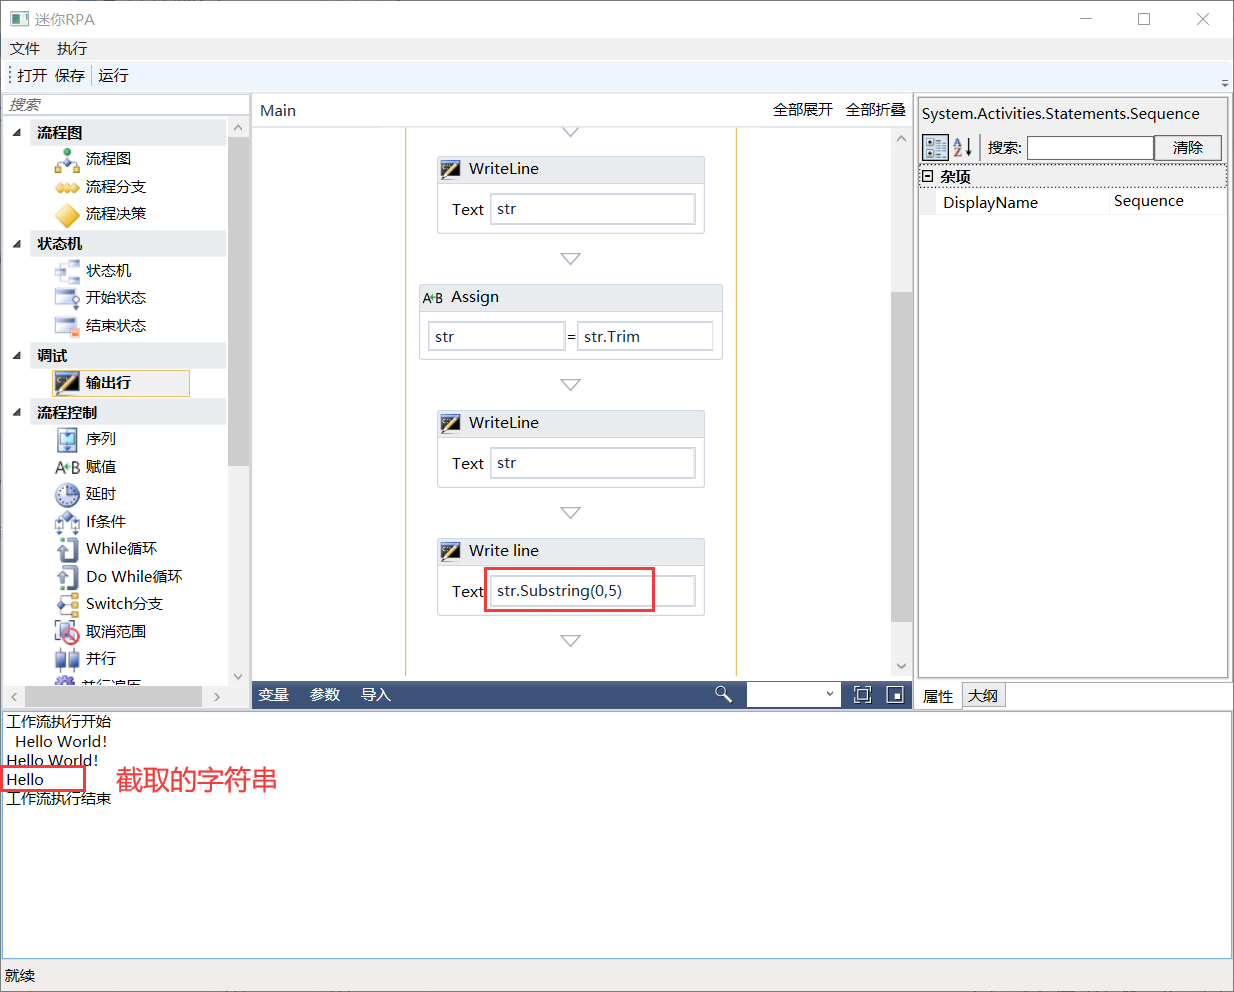 迷你RPA
文件 执行
打开 保存 运行
搜索
流程图
流程图
流程分支
流程决策
状态机
状态机
开始状态
结束状态
调试
输出行
流程控制
序列
A+B 赋值
延时
If条件
While循环
Do While循环
Switch分支
取消范围
并行
并行遍历
Main 全部展开 全部折叠
WriteLine
Text str
A+B Assign
str = str.Trim
WriteLine
Text str
Write line
Text str.Substring(0,5)
变量 参数 导入
System.Activities.Statements.Sequence
搜索: 清除
杂项
DisplayName Sequence
属性 大纲
工作流执行开始
Hello World!
Hello World!
Hello 截取的字符串
工作流执行结束
就续